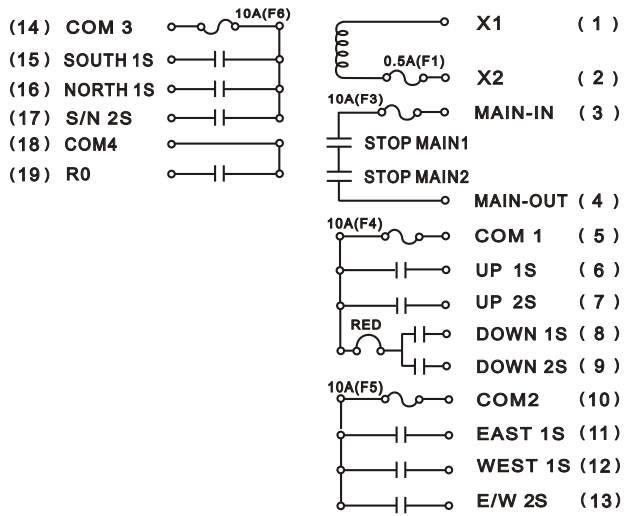 (14) COM 3 10A(F6)
(15) SOUTH 1S
(16) NORTH 1S
(17) S/N 2S
(18) COM4
(19) R0
X1 (1)
0.5A(F1)
X2 (2)
10A(F3)
MAIN-IN (3)
STOP MAIN1
STOP MAIN2
MAIN-OUT (4)
10A(F4)
COM 1 (5)
UP 1S (6)
UP 2S (7)
RED
DOWN 1S (8)
DOWN 2S (9)
10A(F5)
COM2 (10)
EAST 1S (11)
WEST 1S (12)
E/W 2S (13)